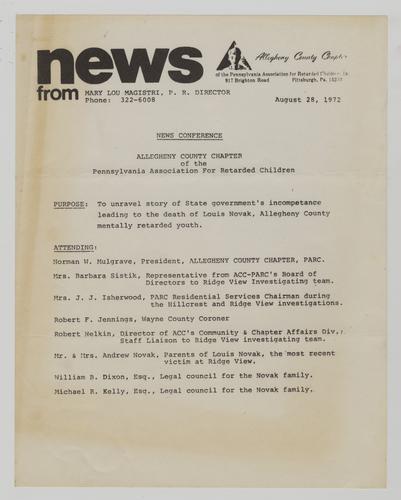 news
from
Allegheny County Chapter
of the Pennsylvania Association for Retarded Children, Inc.
917 Brighton Road Pittsburgh, Pa.
MARY LOU MAGISTRI, P. R. DIRECTOR
Phone: 322-6008 August 28, 1972
NEWS CONFERENCE
ALLEGHENY COUNTY CHAPTER
of the
Pennsylvania Association For Retarded Children
PURPOSE: To unravel story of State government's incompetance
leading to the death of Louis Novak, Allegheny County
mentally retarded youth.
ATTENDING:
Norman W. Mulgrave, President, ALLEGHENY COUNTY CHAPTER, PARC.
Mrs. Barbara Sistik, Representative from ACC-PARC's Board of
Directors to Ridge View Investigating team.
Mrs. J. J. Isherwood, PARC Residential Services Chairman during
the Hillcrest and Ridge View investigations.
Robert F. Jennings, Wayne County Coroner
Robert Nelkin, Director of ACC's Community & Chapter Affairs Div.,
Staff Liaison to Ridge View investigating team.
Mr. & Mrs. Andrew Novak, Parents of Louis Novak, the most recent
victim at Ridge View.
William B. Dixon, Esq., Legal council for the Novak family.
Michael R. Kelly, Esq., Legal council for the Novak family.